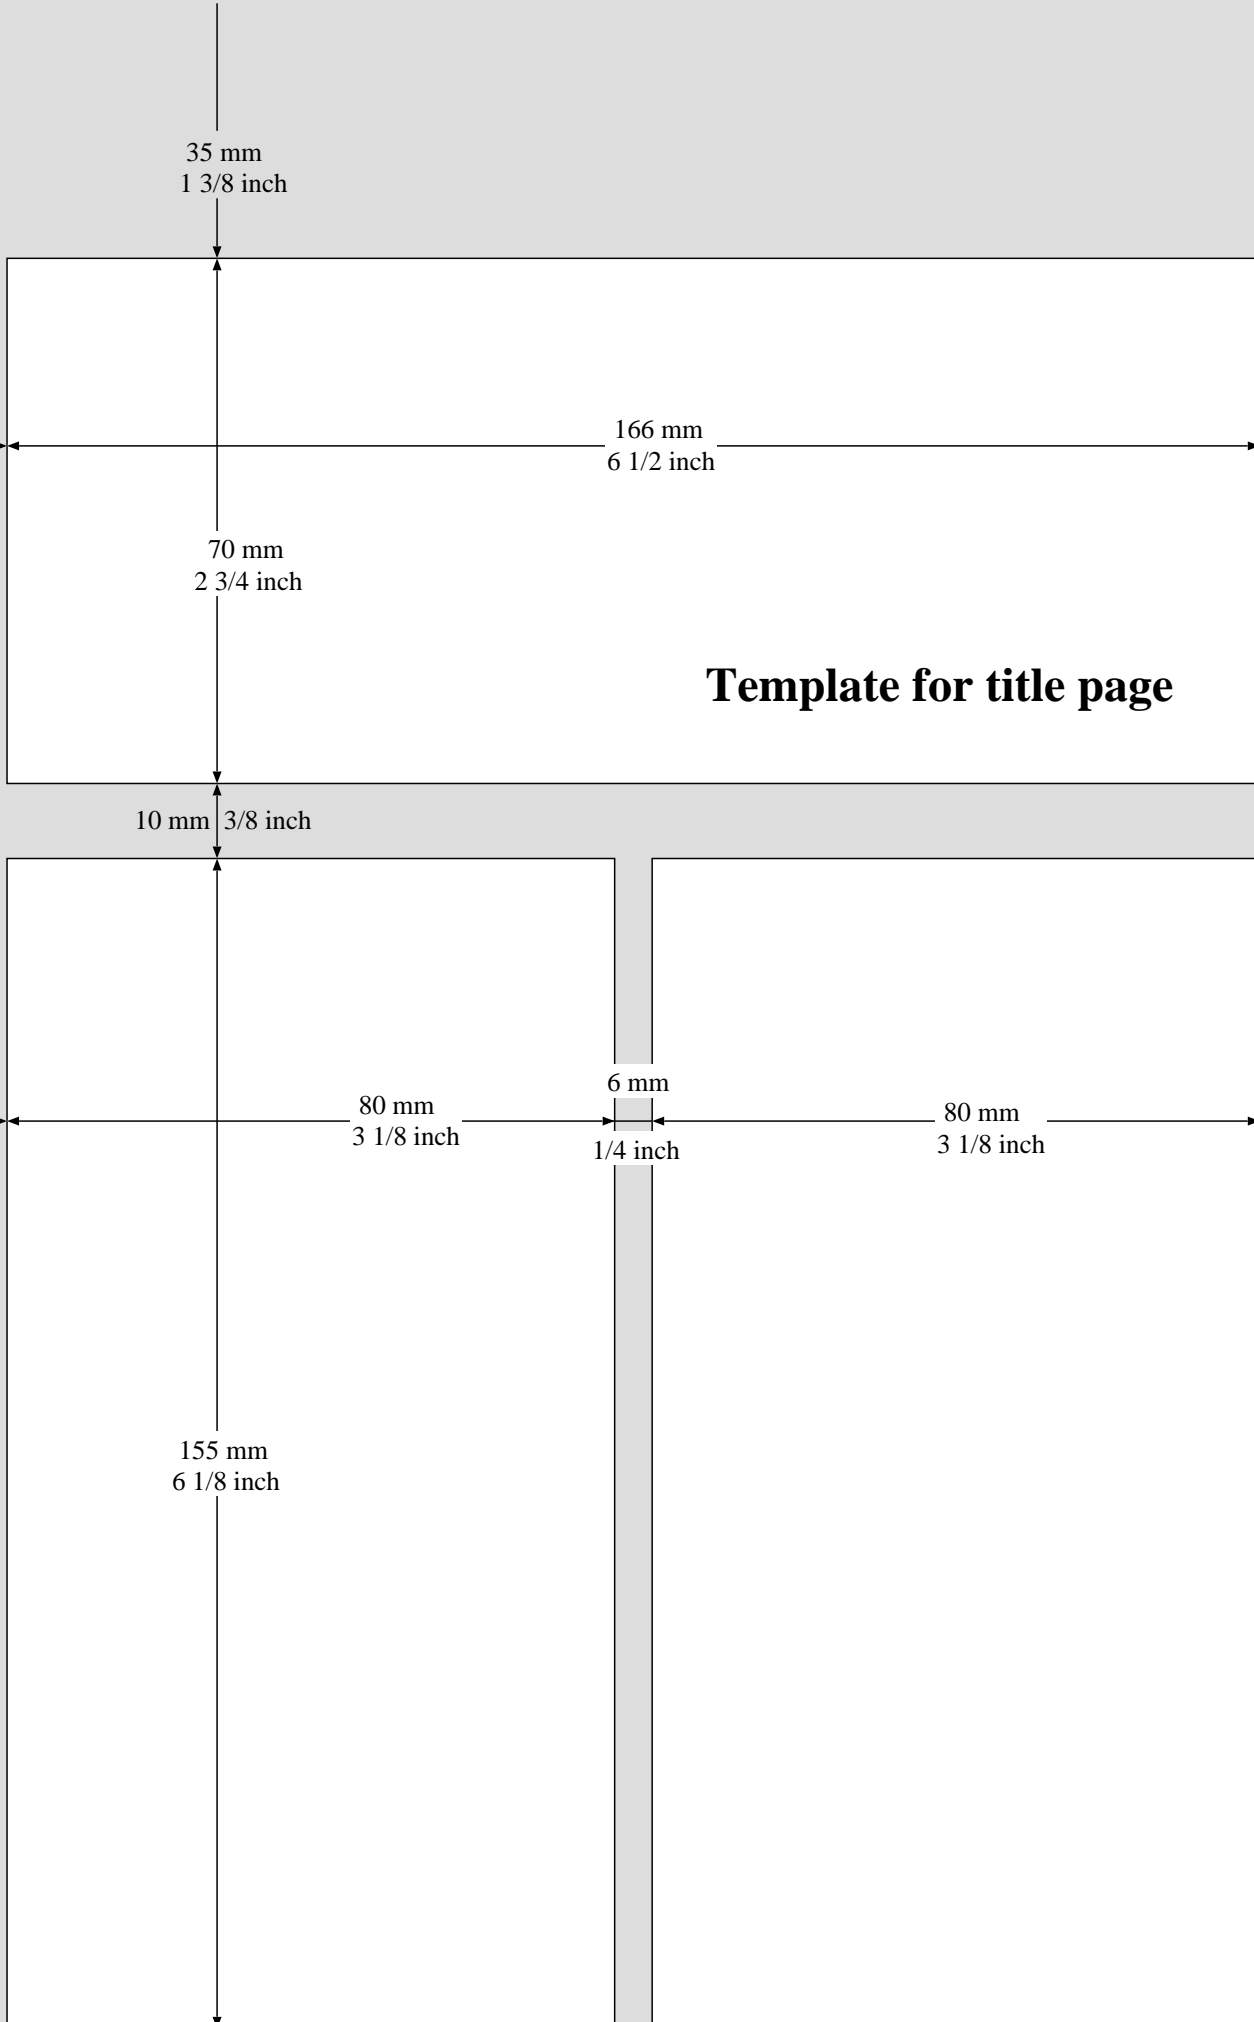 35 mm
1 3/8 inch
166 mm
6 1/2 inch
70 mm
2 3/4 inch
Template for title page
10 mm 3/8 inch
6 mm
80 mm
3 1/8 inch
1/4 inch
80 mm
3 1/8 inch
155 mm
6 1/8 inch